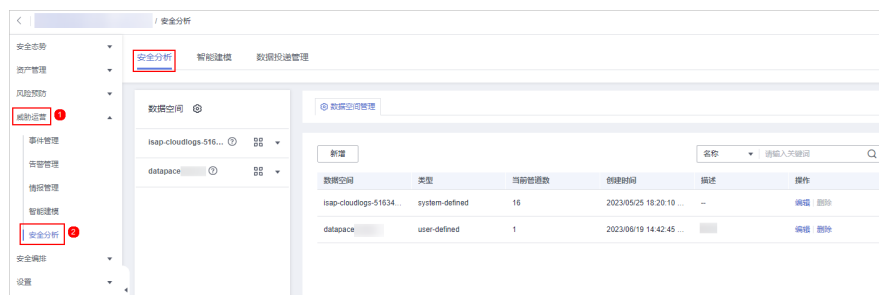 / 安全分析
安全态势
资产管理
风险预防
威胁运营 1
事件管理
告警管理
情报管理
智能建模
安全分析 2
安全编排
设置
安全分析 智能建模 数据投递管理
数据空间
isap-cloudlogs-516...
datapace
数据空间管理
新增 名称 请输入关键词
数据空间 类型 当前管道数 创建时间 描述 操作
isap-cloudlogs-51634... system-defined 16 2023/05/25 18:20:10 ... -- 编辑 删除
datapace user-defined 1 2023/06/19 14:42:45 ... 编辑 删除